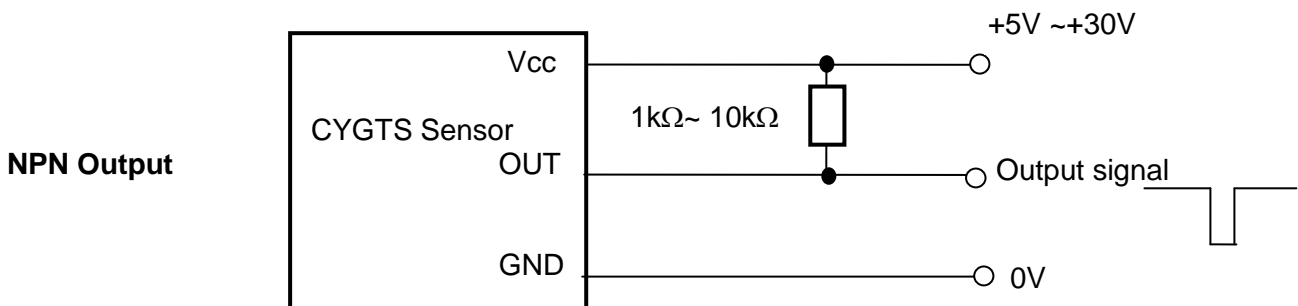 +5V ~+30V
Vcc
1kΩ~ 10kΩ
CYGTS Sensor
NPN Output
OUT
Output signal
GND
0V